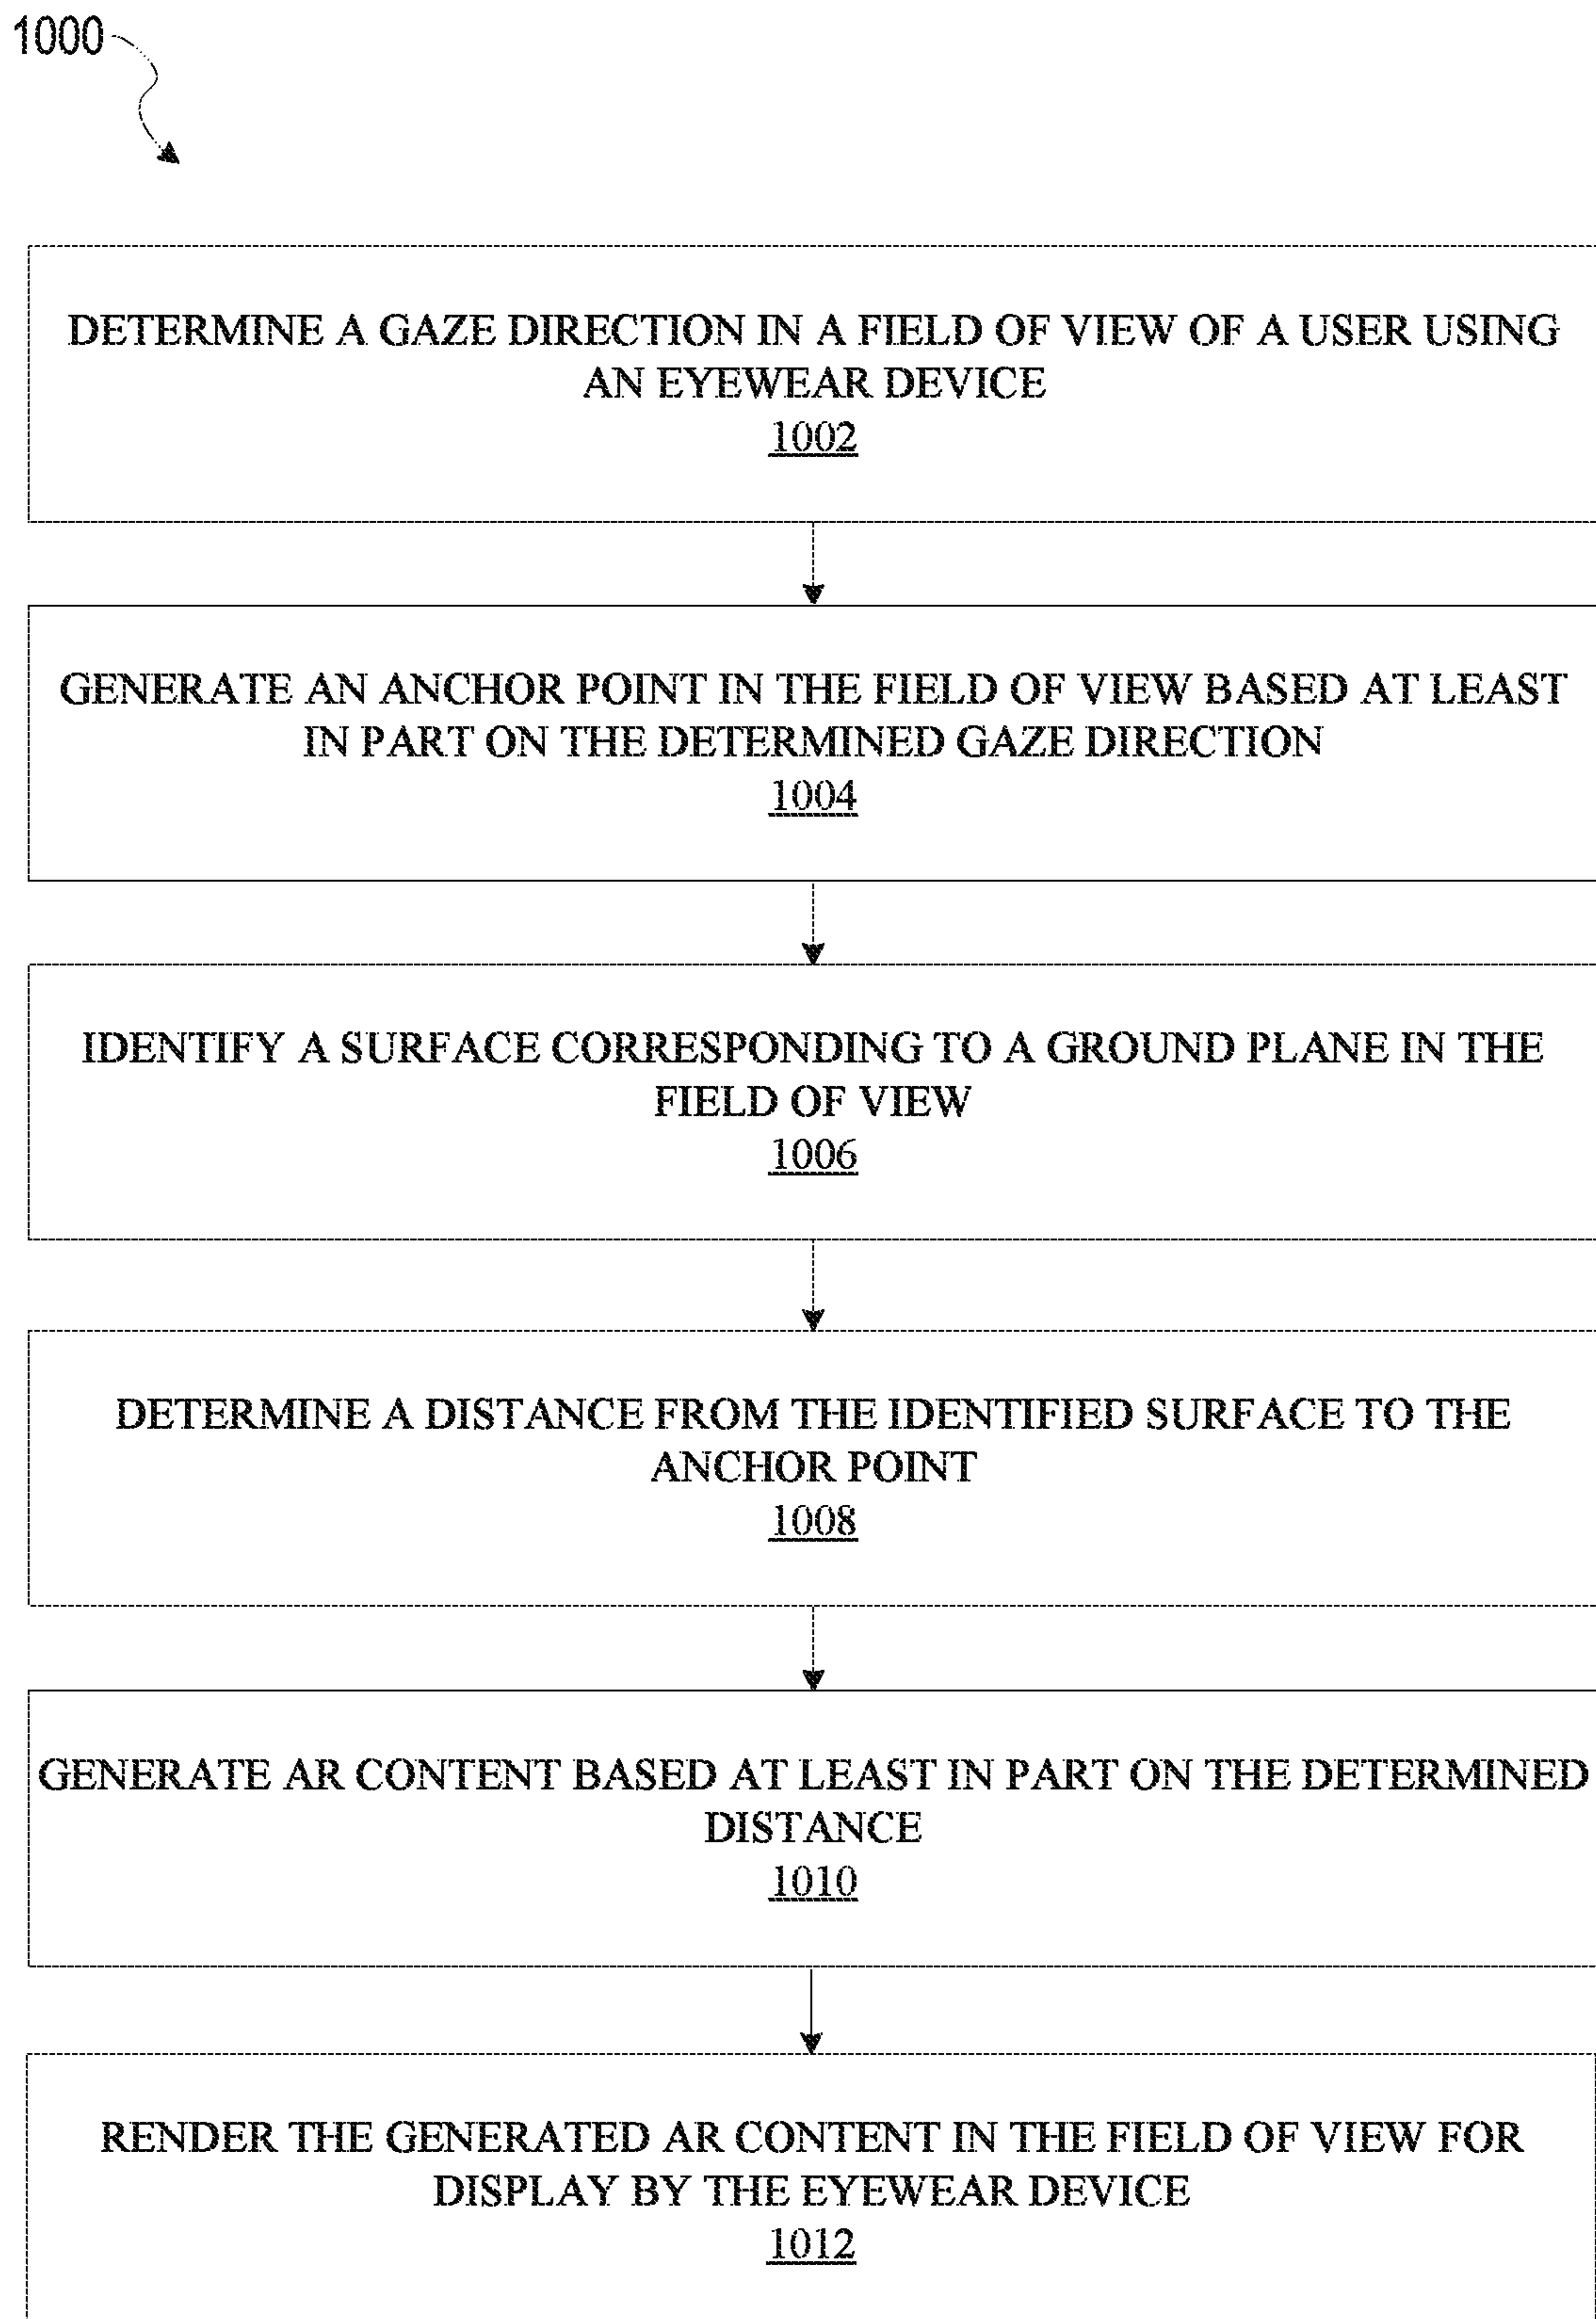 1000
DETERMINE A GAZE DIRECTION IN A FIELD OF VIEW OF A USER USING
AN EYEWEAR DEVICE
1002
GENERATE AN ANCHOR POINT IN THE FIELD OF VIEW BASED AT LEAST
IN PART ON THE DETERMINED GAZE DIRECTION
1004
IDENTIFY A SURFACE CORRESPONDING TO A GROUND PLANE IN THE
FIELD OF VIEW
1006
DETERMINE A DISTANCE FROM THE IDENTIFIED SURFACE TO THE
ANCHOR POINT
1008
GENERATE AR CONTENT BASED AT LEAST IN PART ON THE DETERMINED
DISTANCE
1010
RENDER THE GENERATED AR CONTENT IN THE FIELD OF VIEW FOR
DISPLAY BY THE EYEWEAR DEVICE
1012